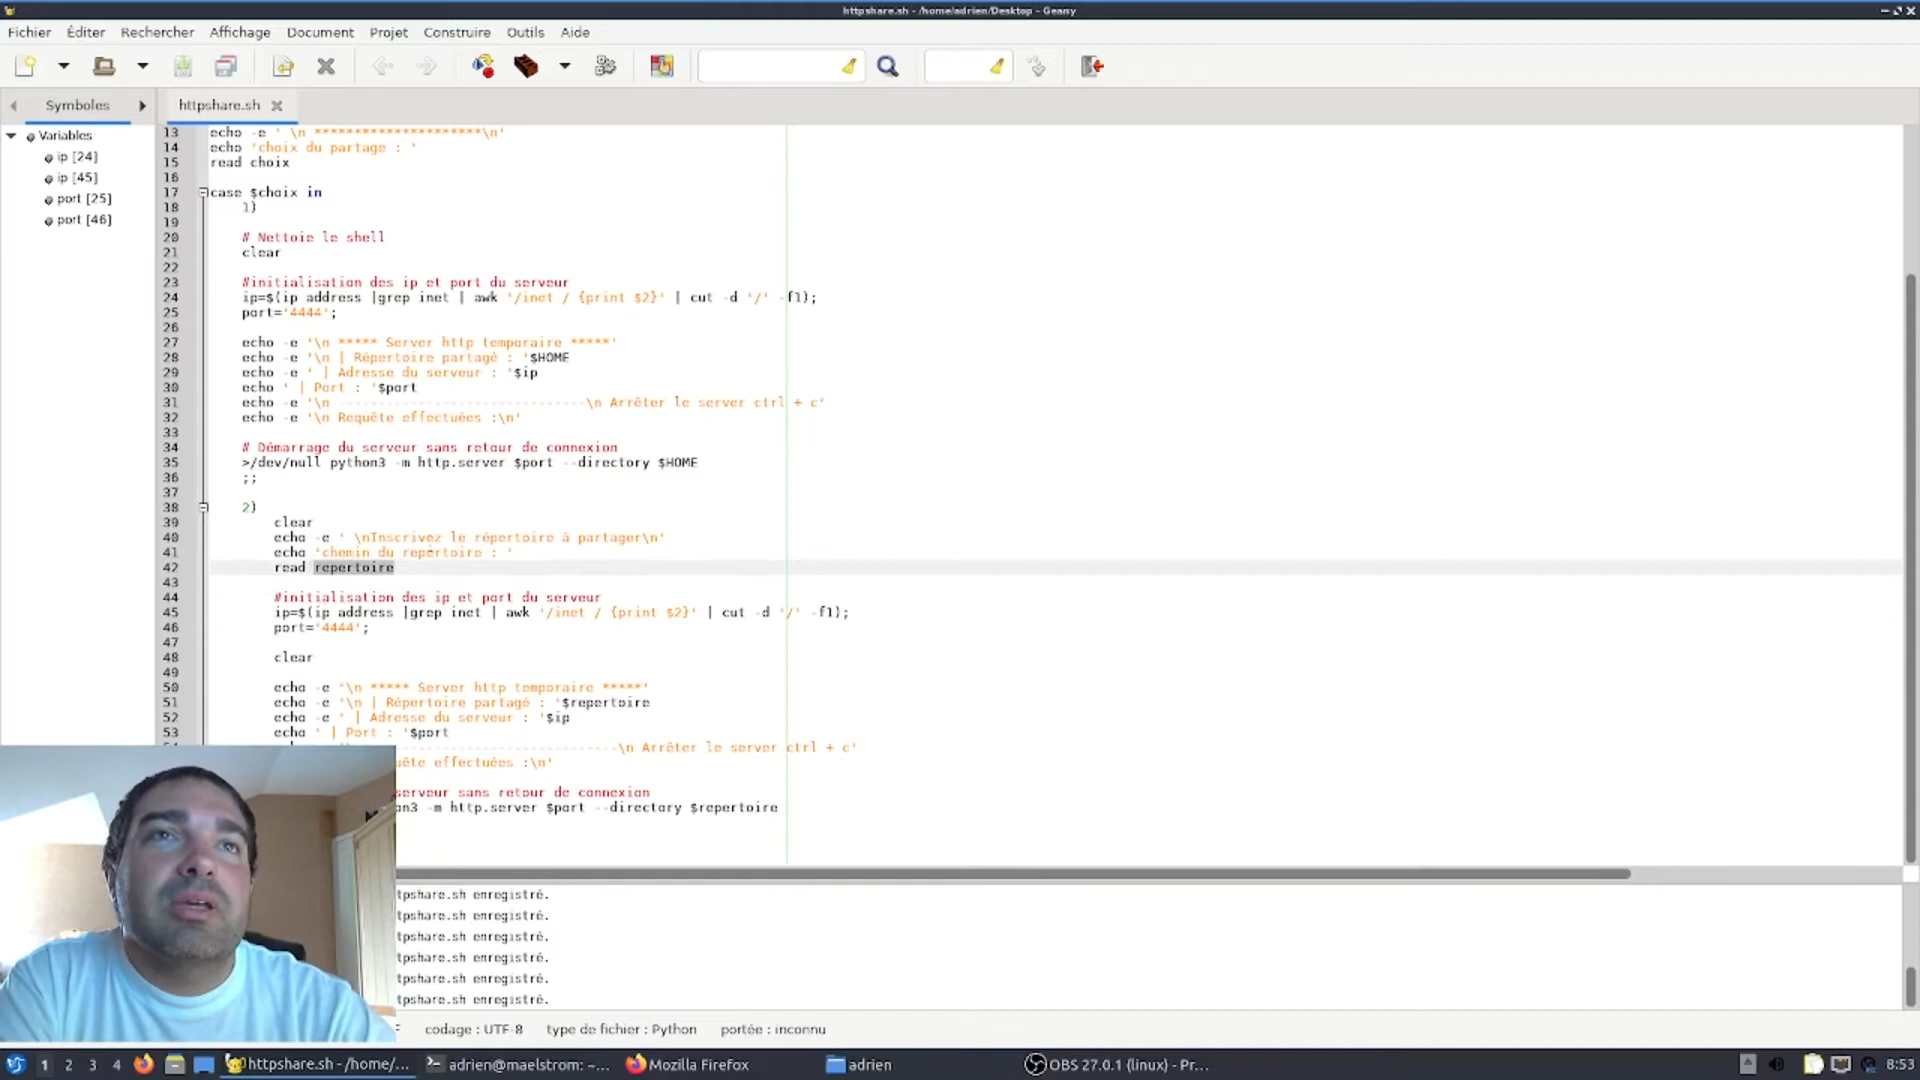 httpshare.sh - /home/adrien/Desktop - Geany
Fichier Éditer Rechercher Affichage Document Projet Construire Outils Aide
Symboles
httpshare.sh
Variables
ip [24]
ip [45]
port [25]
port [46]
13 echo -e ' \n *********************\n'
14 echo 'choix du partage : '
15 read choix
16
17 case $choix in
18 1)
19
20 # Nettoie le shell
21 clear
22
23 #initialisation des ip et port du serveur
24 ip=$(ip address |grep inet | awk '/inet / {print $2}' | cut -d '/' -f1);
25 port='4444';
26
27 echo -e '\n ***** Server http temporaire *****'
28 echo -e '\n | Répertoire partagé : '$HOME
29 echo -e ' | Adresse du serveur : '$ip
30 echo ' | Port : '$port
31 echo -e '\n -------------------------------\n Arrêter le server ctrl + c'
32 echo -e '\n Requête effectuées :\n'
33
34 # Démarrage du serveur sans retour de connexion
35 >/dev/null python3 -m http.server $port --directory $HOME
36 ;;
37
38 2)
39 clear
40 echo -e ' \nInscrivez le répertoire à partager\n'
41 echo 'chemin du repertoire : '
42 read repertoire
43
44 #initialisation des ip et port du serveur
45 ip=$(ip address |grep inet | awk '/inet / {print $2}' | cut -d '/' -f1);
46 port='4444';
47
48 clear
49
50 echo -e '\n ***** Server http temporaire *****'
51 echo -e '\n | Répertoire partagé : '$repertoire
52 echo -e ' | Adresse du serveur : '$ip
53 echo ' | Port : '$port
-------------------------------\n Arrêter le server ctrl + c'
uête effectuées :\n'
serveur sans retour de connexion
on3 -m http.server $port --directory $repertoire
tpshare.sh enregistré.
tpshare.sh enregistré.
tpshare.sh enregistré.
tpshare.sh enregistré.
tpshare.sh enregistré.
tpshare.sh enregistré.
codage : UTF-8 type de fichier : Python portée : inconnu
1 2 3 4 httpshare.sh - /home/... adrien@maelstrom: ~... Mozilla Firefox adrien OBS 27.0.1 (linux) - Pr... 8:53